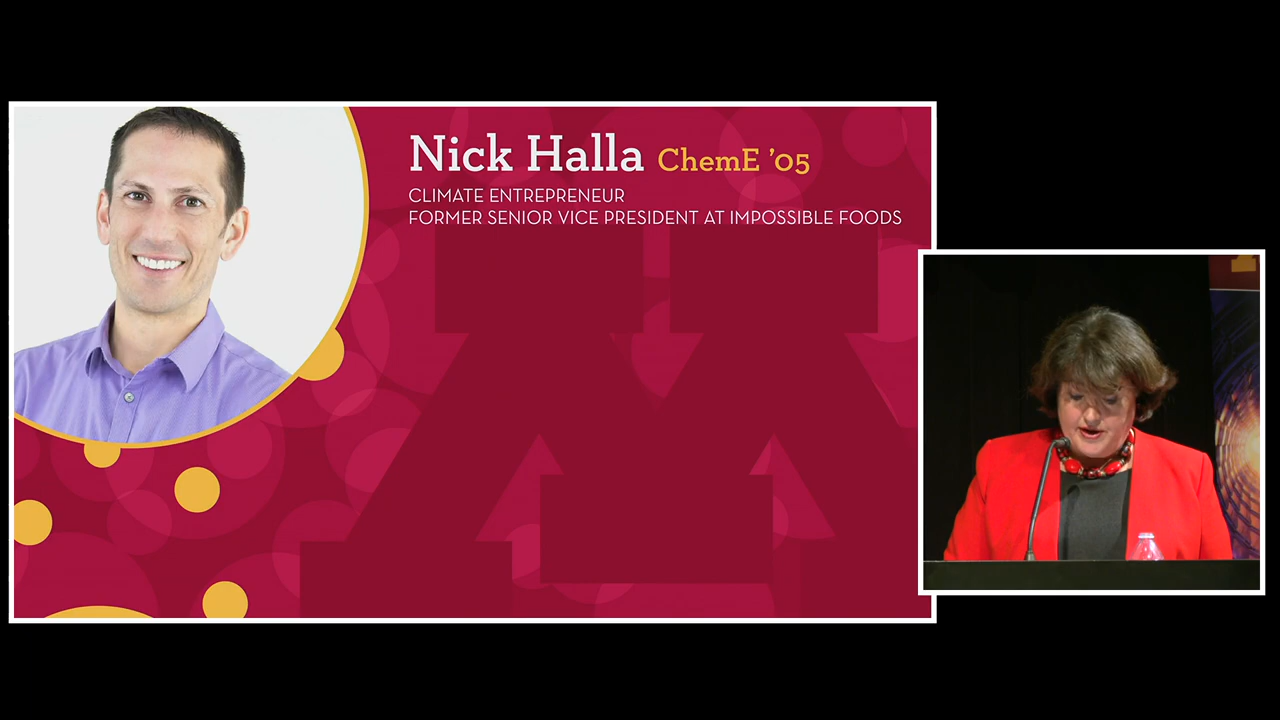 Nick Halla ChemE ’05
CLIMATE ENTREPRENEUR
FORMER SENIOR VICE PRESIDENT AT IMPOSSIBLE FOODS